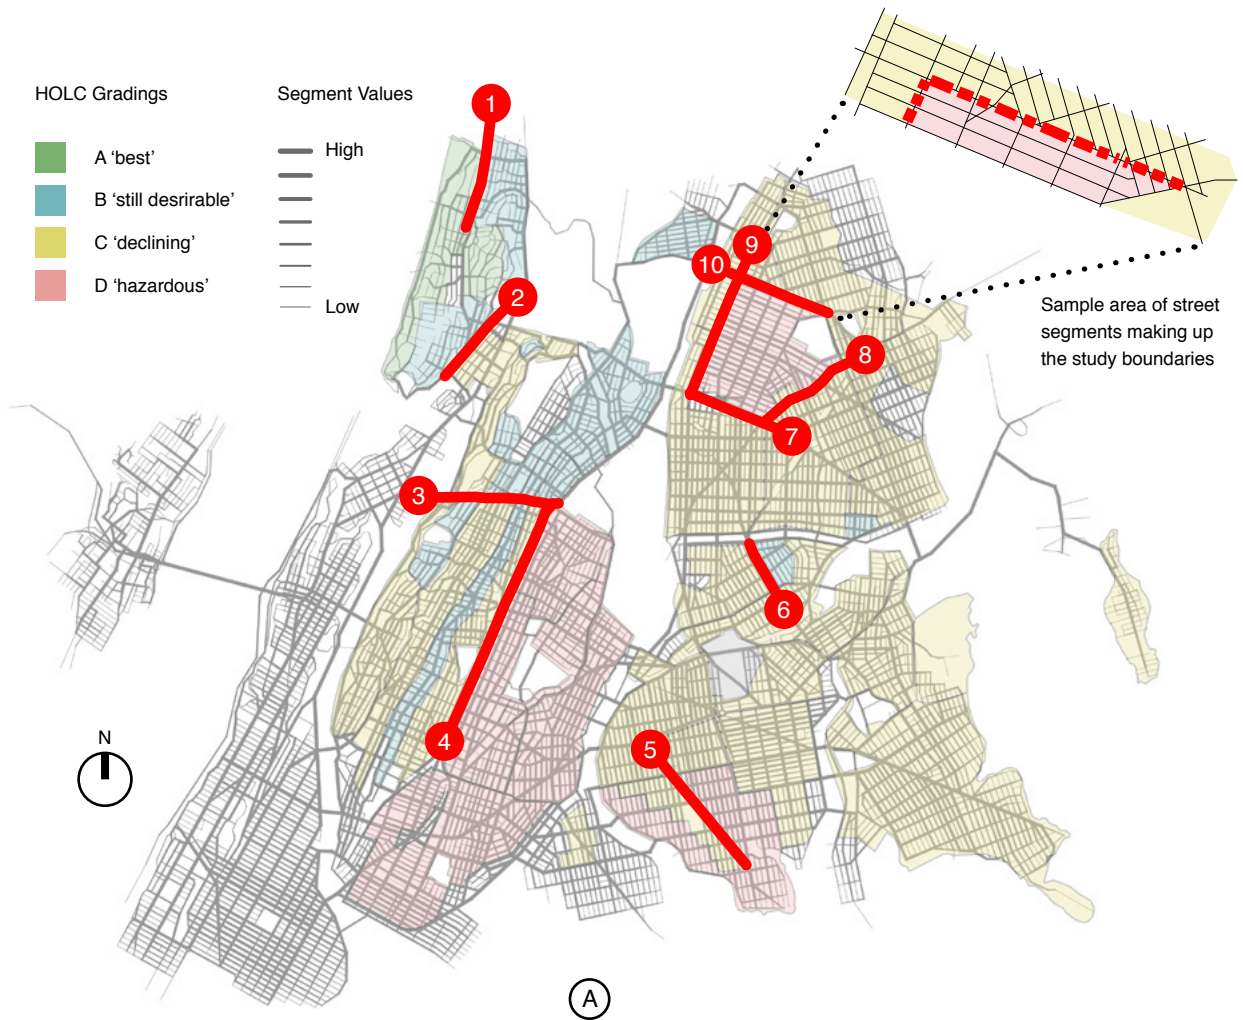 HOLC Gradings
A 'best'
B 'still desrirable'
C 'declining'
D 'hazardous'
Segment Values
High
Low
1
2
3
4
5
6
7
8
9
10
Sample area of street
segments making up
the study boundaries
N
A